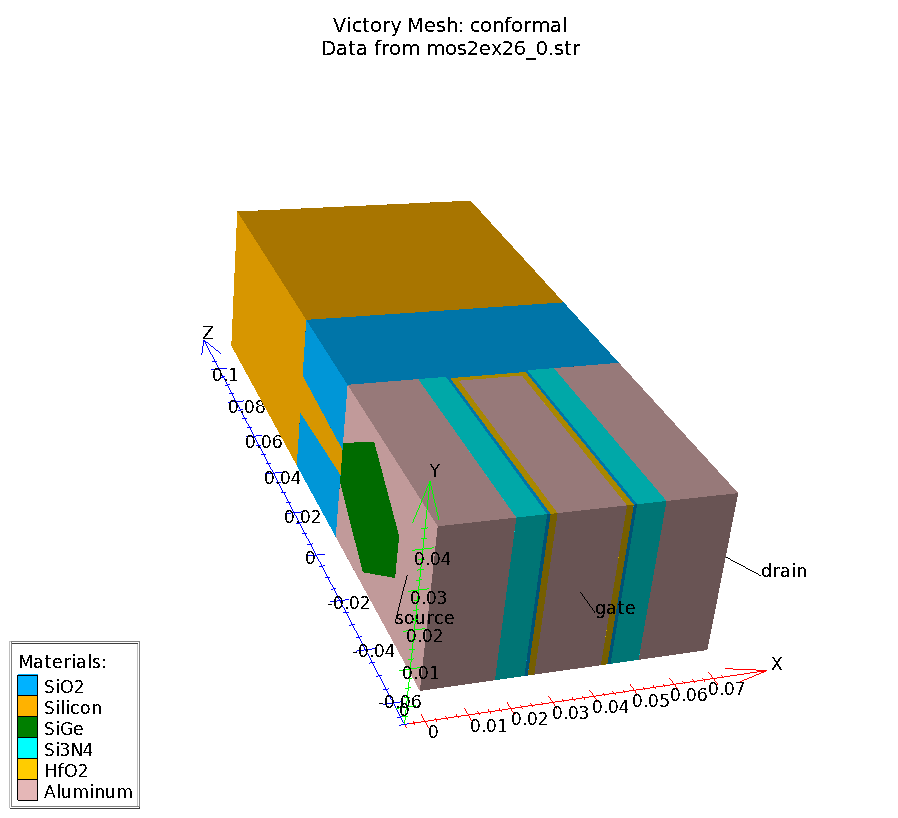 Victory Mesh: conformal
Data from mos2ex26_0.str
Z
0.1
0.08
0.06
0.04
0.02
0
-0.02
-0.04
-0.06
Y
0.04
0.03
0.02
0.01
0
X
0
0.01
0.02
0.03
0.04
0.05
0.06
0.07
source
gate
drain
Materials:
SiO2
Silicon
SiGe
Si3N4
HfO2
Aluminum